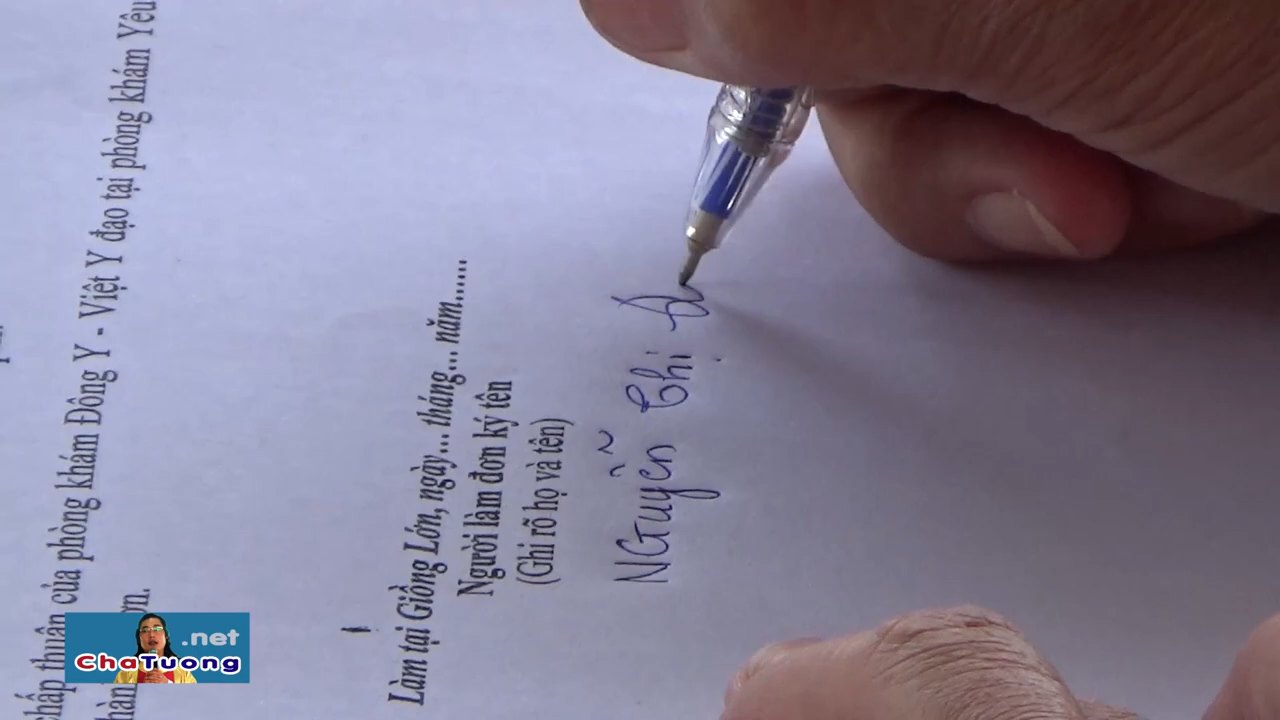 chấp thuận của phòng khám Đông Y - Việt Y đạo tại phòng khám Yêu
Làm tại Giồng Lớn, ngày... tháng... năm......
Người làm đơn ký tên
(Ghi rõ họ và tên)
Nguyễn Thị
.net
ChaTuong